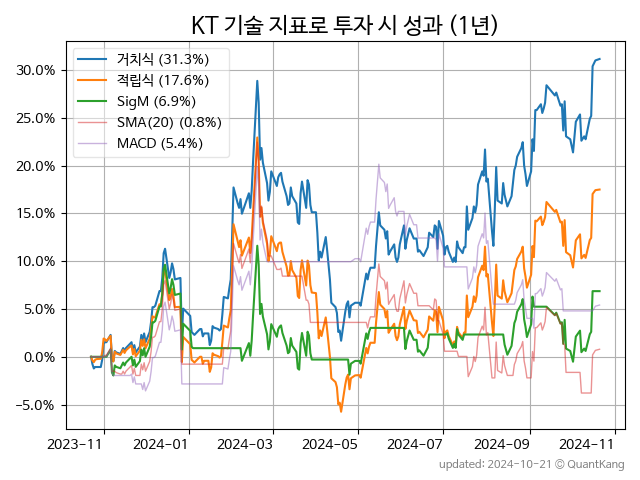 KT 기술 지표로 투자 시 성과 (1년)
거치식 (31.3%)
적립식 (17.6%)
SigM (6.9%)
SMA(20) (0.8%)
MACD (5.4%)
30.0%
25.0%
20.0%
15.0%
10.0%
5.0%
0.0%
−5.0%
2023-11 2024-01 2024-03 2024-05 2024-07 2024-09 2024-11
updated: 2024-10-21 © QuantKang